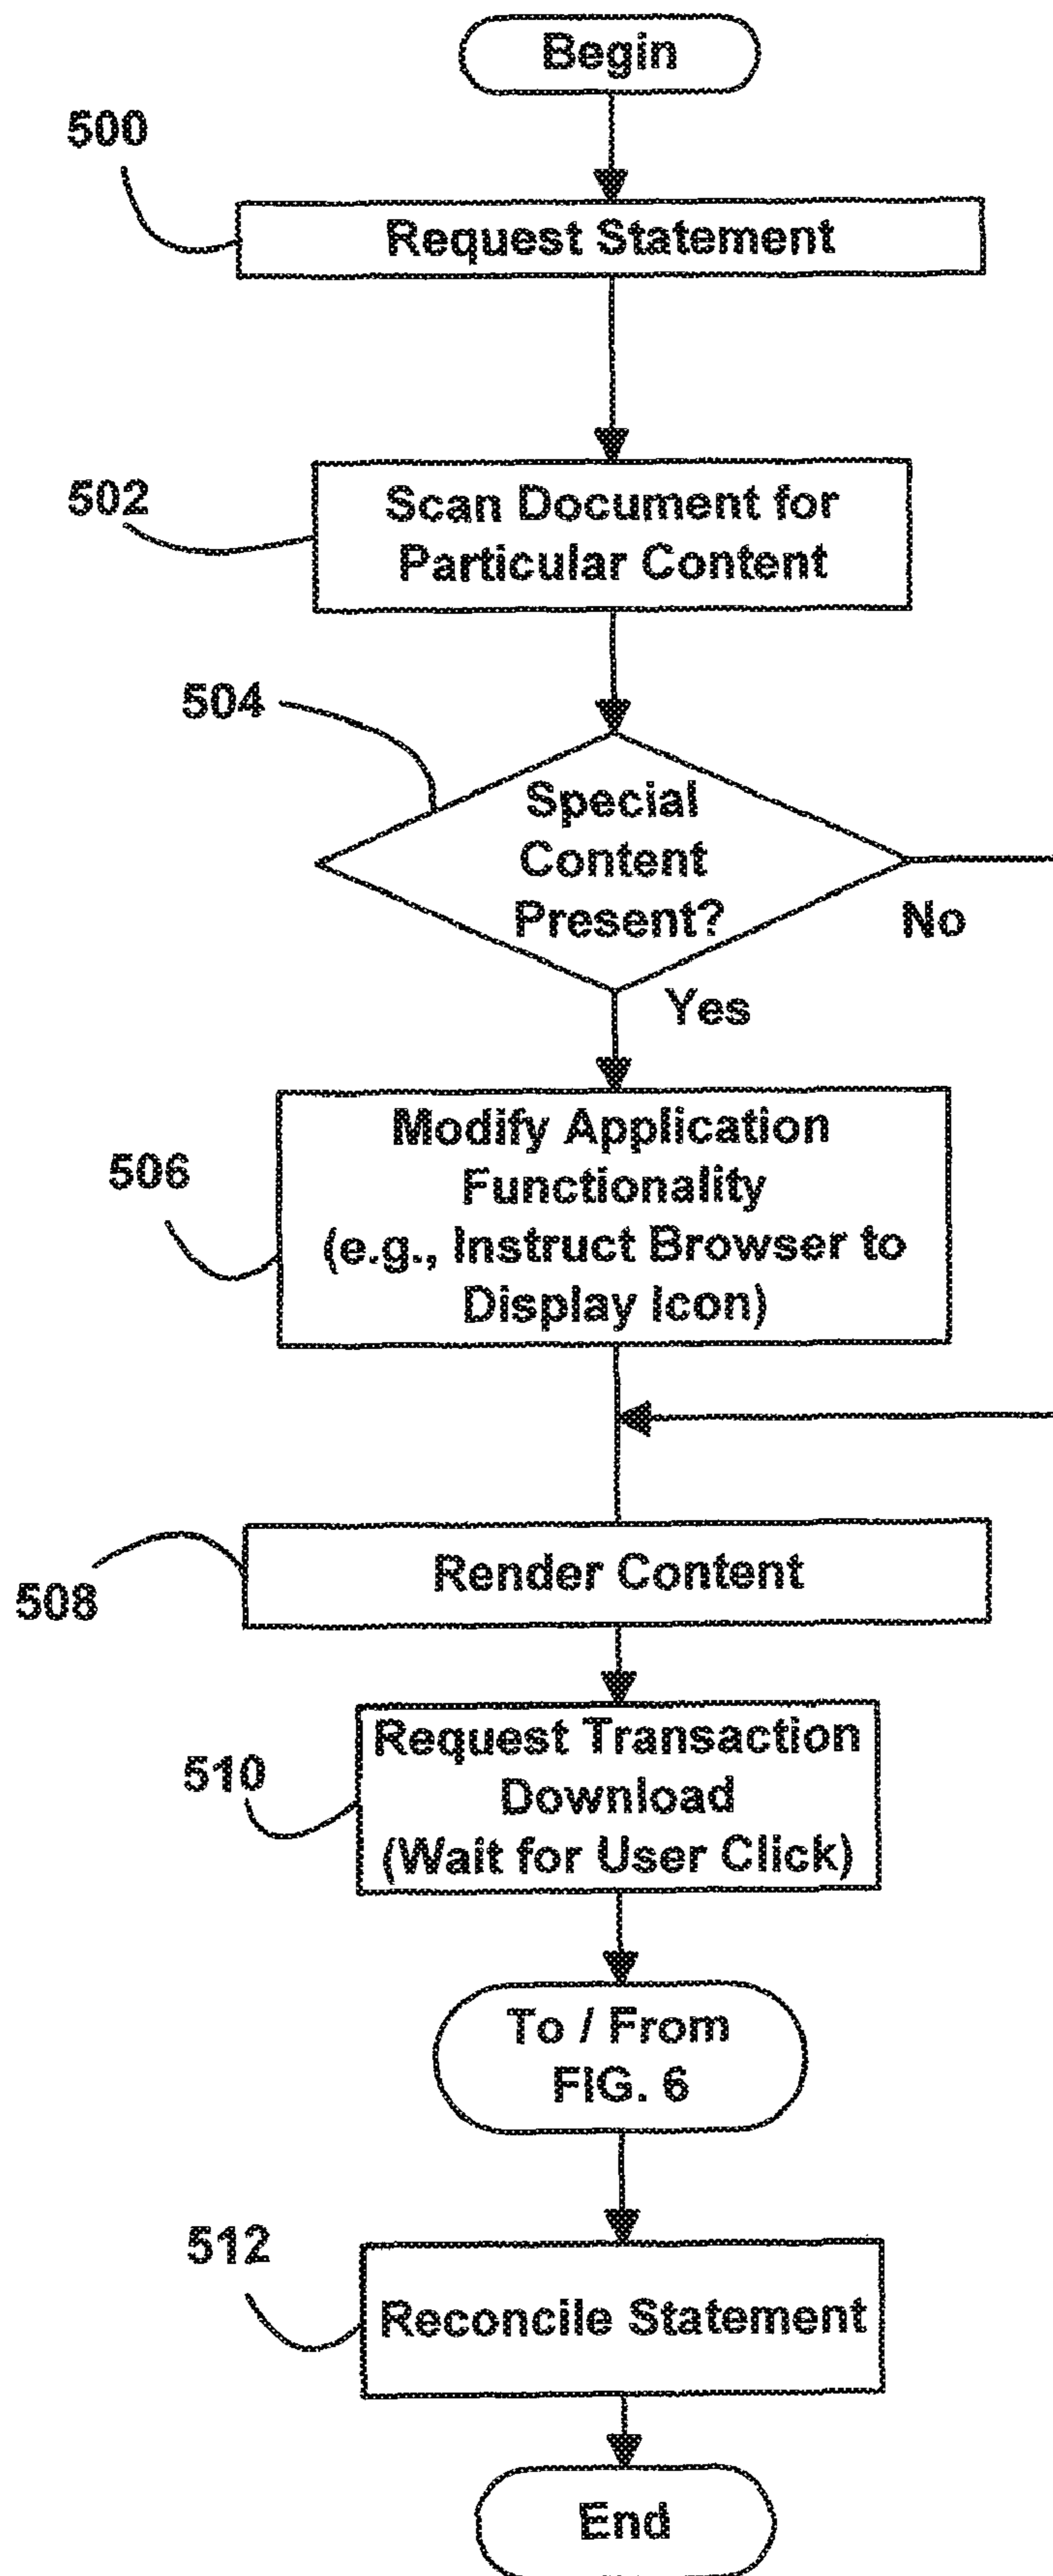 Begin
500
Request Statement
502
Scan Document for
Particular Content
504
Special
Content
Present?
No
Yes
Modify Application
506
Functionality
(e.g., Instruct Browser to
Display Icon)
Render Content
508
Request Transaction
510
Download
(Wait for User Click)
To / From
FIG. 6
512
Reconcile Statement
End